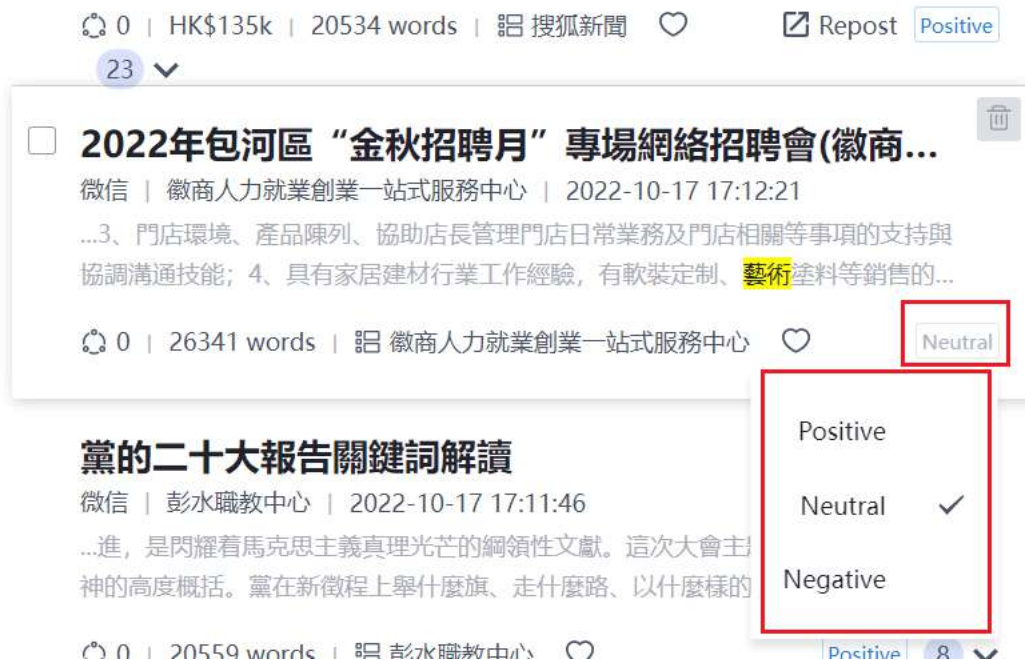 0 | HK$135k | 20534 words | 搜狐新聞 Repost Positive
23
2022年包河區“金秋招聘月”專場網絡招聘會(徽商...
微信 | 徽商人力就業創業一站式服務中心 | 2022-10-17 17:12:21
...3、門店環境、產品陳列、協助店長管理門店日常業務及門店相關等事項的支持與
協調溝通技能；4、具有家居建材行業工作經驗，有軟裝定制、藝術塗料等銷售的...
0 | 26341 words | 徽商人力就業創業一站式服務中心 Neutral
Positive
黨的二十大報告關鍵詞解讀
微信 | 彭水職教中心 | 2022-10-17 17:11:46
Neutral
...進，是閃耀着馬克思主義真理光芒的綱領性文獻。這次大會主
神的高度概括。黨在新徵程上舉什麼旗、走什麼路、以什麼樣的
Negative
0 | 20559 words | 彭水職教中心 Positive 8